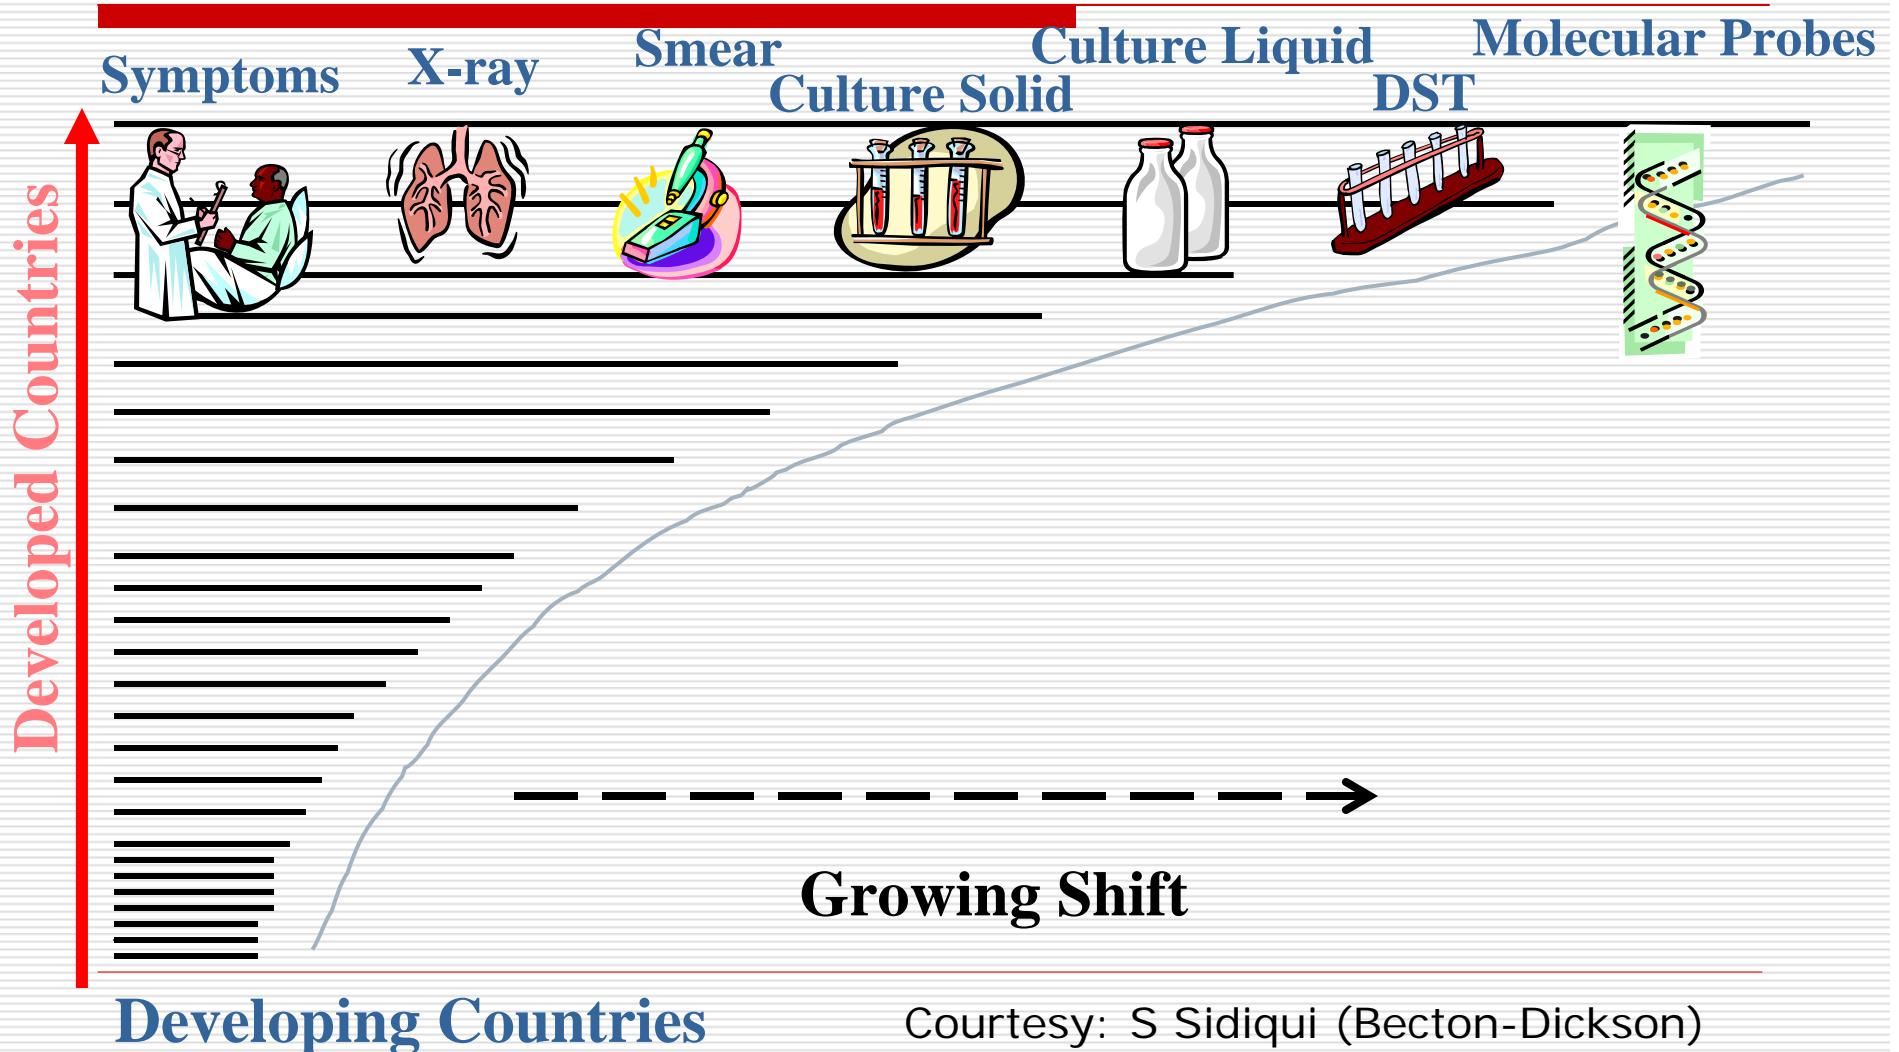 Symptoms
X-ray
Smear
Culture Solid
Culture Liquid
DST
Molecular Probes
Developed Countries
Growing Shift
Developing Countries
Courtesy: S Sidiqui (Becton-Dickson)